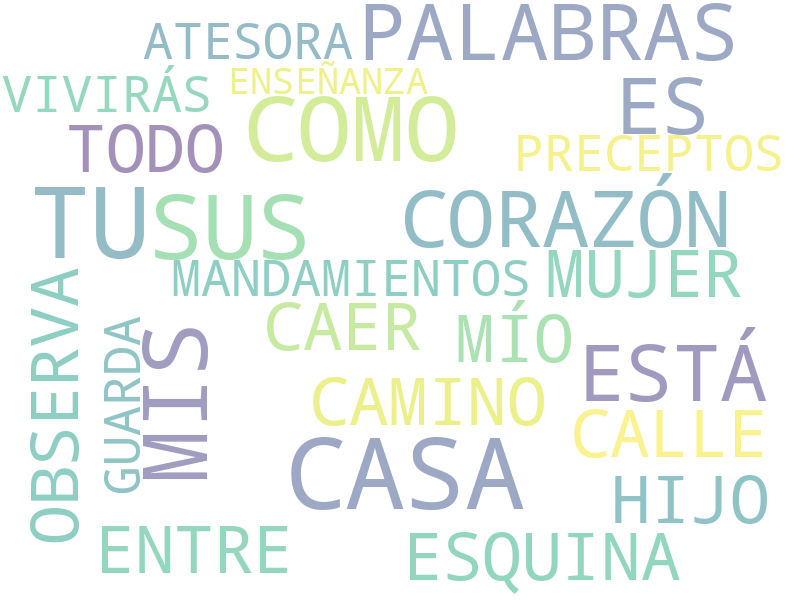 ATESORA
PALABRAS
VIVIRÁS
ENSEÑANZA
ES
TODO
COMO
PRECEPTOS
TU
SUS
CORAZÓN
MANDAMIENTOS
MUJER
OBSERVA
GUARDA
MIS
CAER
MÍO
ESTÁ
CAMINO
CALLE
CASA
HIJO
ENTRE
ESQUINA